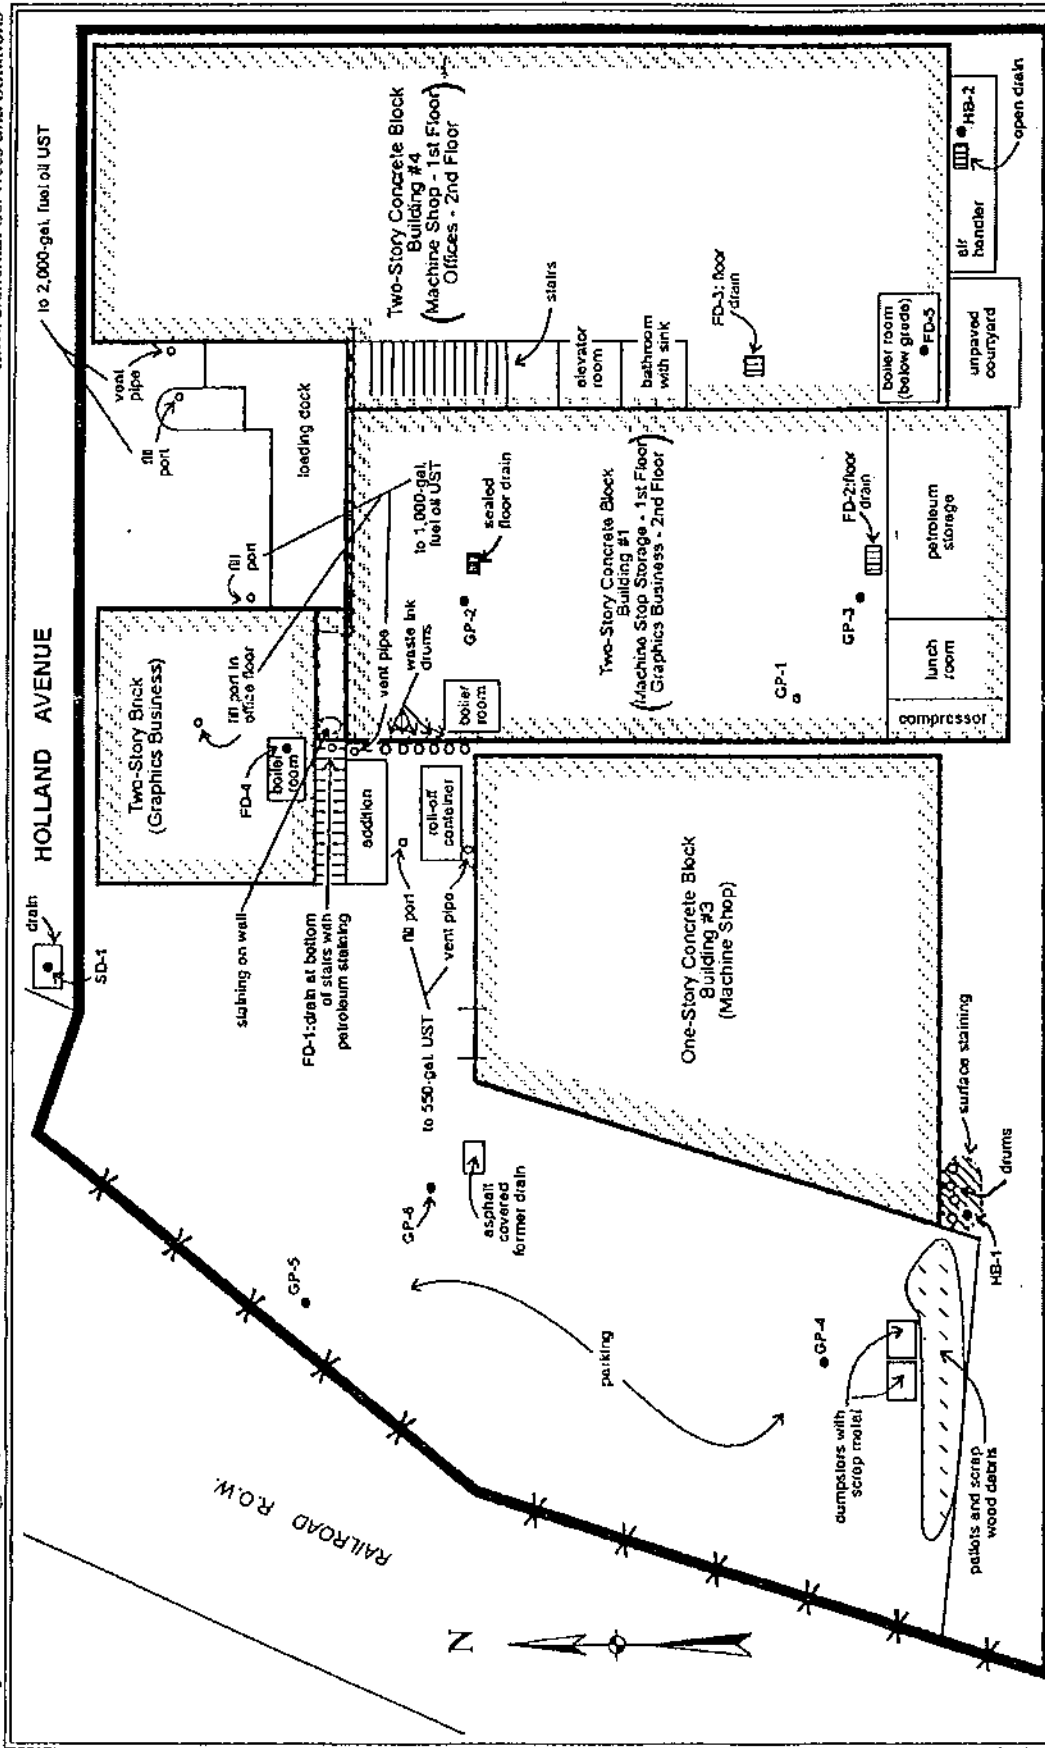 HOLLAND AVENUE
RAILROAD R.O.W.
N
drain
SD-1
to 2,000-gal. fuel oil UST
vent
pipe
fill
port
loading dock
fill
port
Two-Story Brick
(Graphics Business)
fill port in
office floor
FD-4
boiler
room
staining on wall
FD-1: drain at bottom
of stairs with
petroleum staining
addition
vent pipe
waste ink
drums
to 1,000-gal.
fuel oil UST
sealed
floor drain
GP-2
boiler
room
roll-off
container
fill port
vent pipe
to 550-gal. UST
Two-Story Concrete Block
Building #4
(Machine Shop - 1st Floor)
Offices - 2nd Floor
stairs
elevator
room
bathroom
with sink
FD-3: floor
drain
boiler room
(below grade)
FD-5
unpaved
courtyard
air
handler
HB-2
open drain
Two-Story Concrete Block
Building #1
(Machine Stop Storage - 1st Floor)
Graphics Business - 2nd Floor
GP-1
GP-3
FD-2:floor
drain
petroleum
storage
lunch
room
compressor
One-Story Concrete Block
Building #3
(Machine Shop)
surface staining
drums
HB-1
GP-6
asphalt
covered
former drain
GP-5
parking
GP-4
dumpsters with
scrap metal
pallets and scrap
wood debris